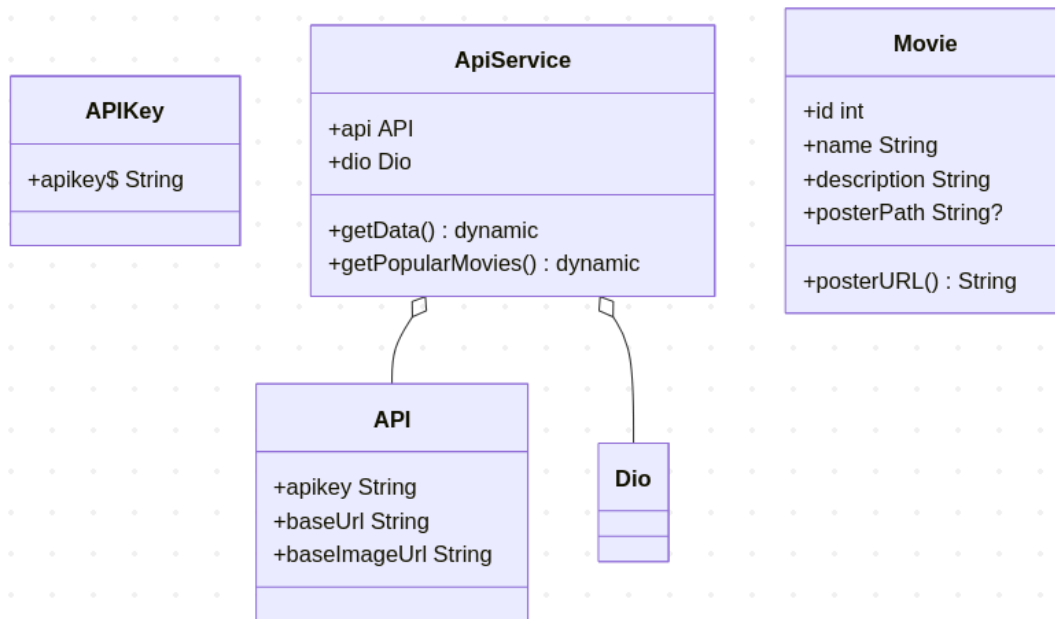 APIKey
+apikey$ String
ApiService
+api API
+dio Dio
+getData() : dynamic
+getPopularMovies() : dynamic
Movie
+id int
+name String
+description String
+posterPath String?
+posterURL() : String
API
+apikey String
+baseUrl String
+baseImageUrl String
Dio